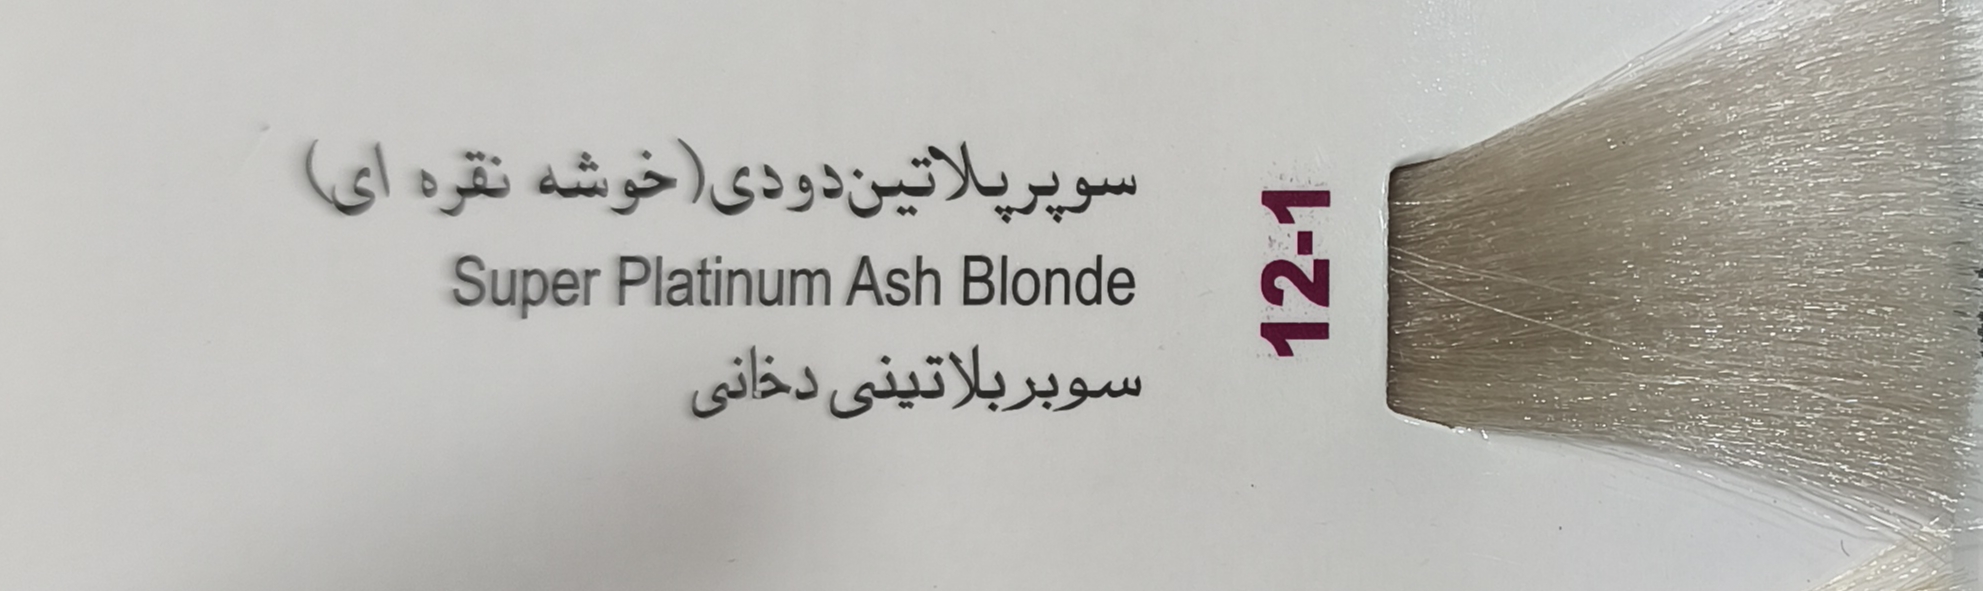 سوپرپلاتین‌دودی(خوشه نقره ای)
Super Platinum Ash Blonde
سوبربلاتینی دخانی
12-1